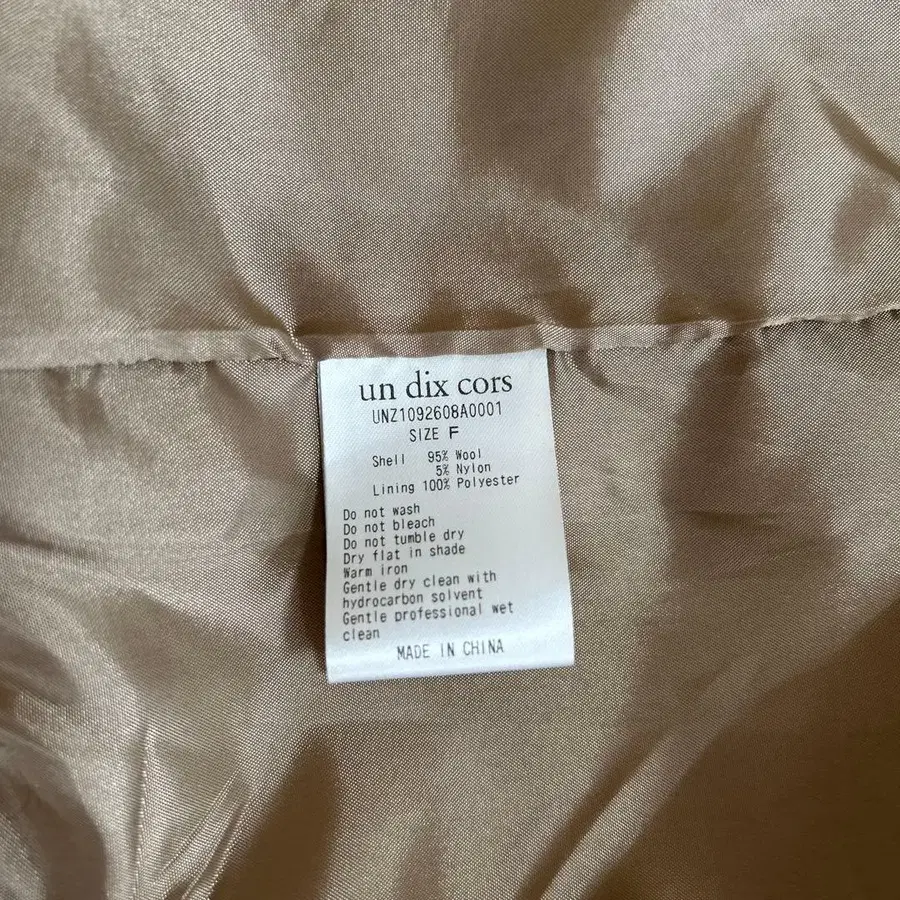 un dix cors
UNZ1092608A0001
SIZE F
Shell 95% Wool
5% Nylon
Lining 100% Polyester
Do not wash
Do not bleach
Do not tumble dry
Dry flat in shade
Warm iron
Gentle dry clean with
hydrocarbon solvent
Gentle professional wet
clean
MADE IN CHINA